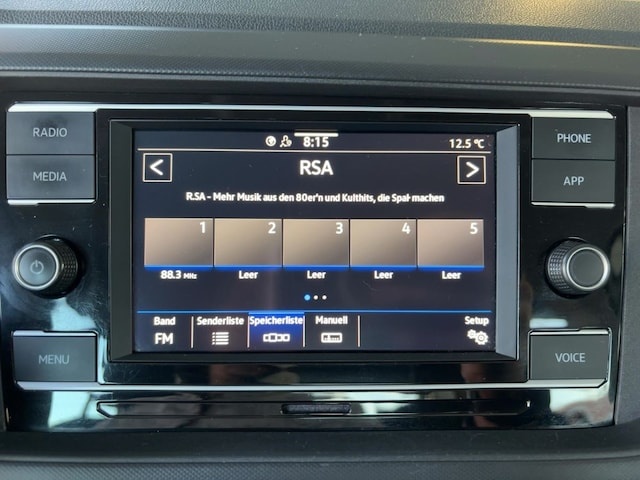 RADIO
MEDIA
MENU
PHONE
APP
VOICE
8:15
12.5 °C
<
RSA
>
R.SA - Mehr Musik aus den 80er'n und Kulthits, die Spaß machen
1 2 3 4 5
88.3 MHz Leer Leer Leer Leer
Band Senderliste Speicherliste Manuell Setup
FM